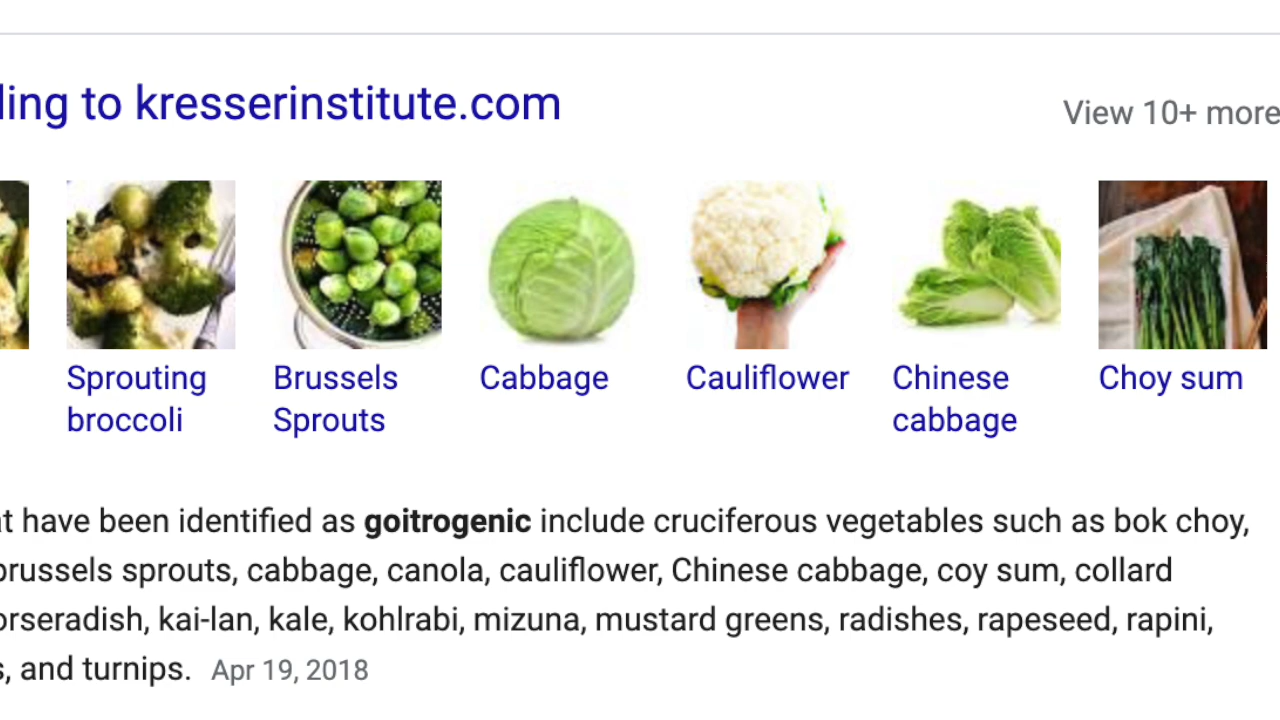 ling to kresserinstitute.com
View 10+ more
Sprouting
broccoli
Brussels
Sprouts
Cabbage
Cauliflower
Chinese
cabbage
Choy sum
at have been identified as goitrogenic include cruciferous vegetables such as bok choy,
brussels sprouts, cabbage, canola, cauliflower, Chinese cabbage, coy sum, collard
orseradish, kai-lan, kale, kohlrabi, mizuna, mustard greens, radishes, rapeseed, rapini,
s, and turnips. Apr 19, 2018